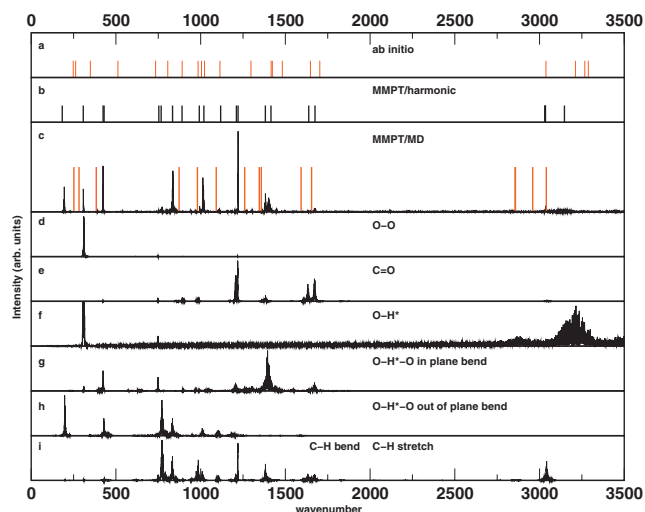 0 500 1000 1500 2000 2500 3000 3500
a ab initio
b MMPT/harmonic
c MMPT/MD
d O–O
e C=O
f O–H*
g O–H*–O in plane bend
h O–H*–O out of plane bend
i C–H bend C–H stretch
Intensity (arb. units)
0 500 1000 1500 2000 2500 3000 3500
wavenumber